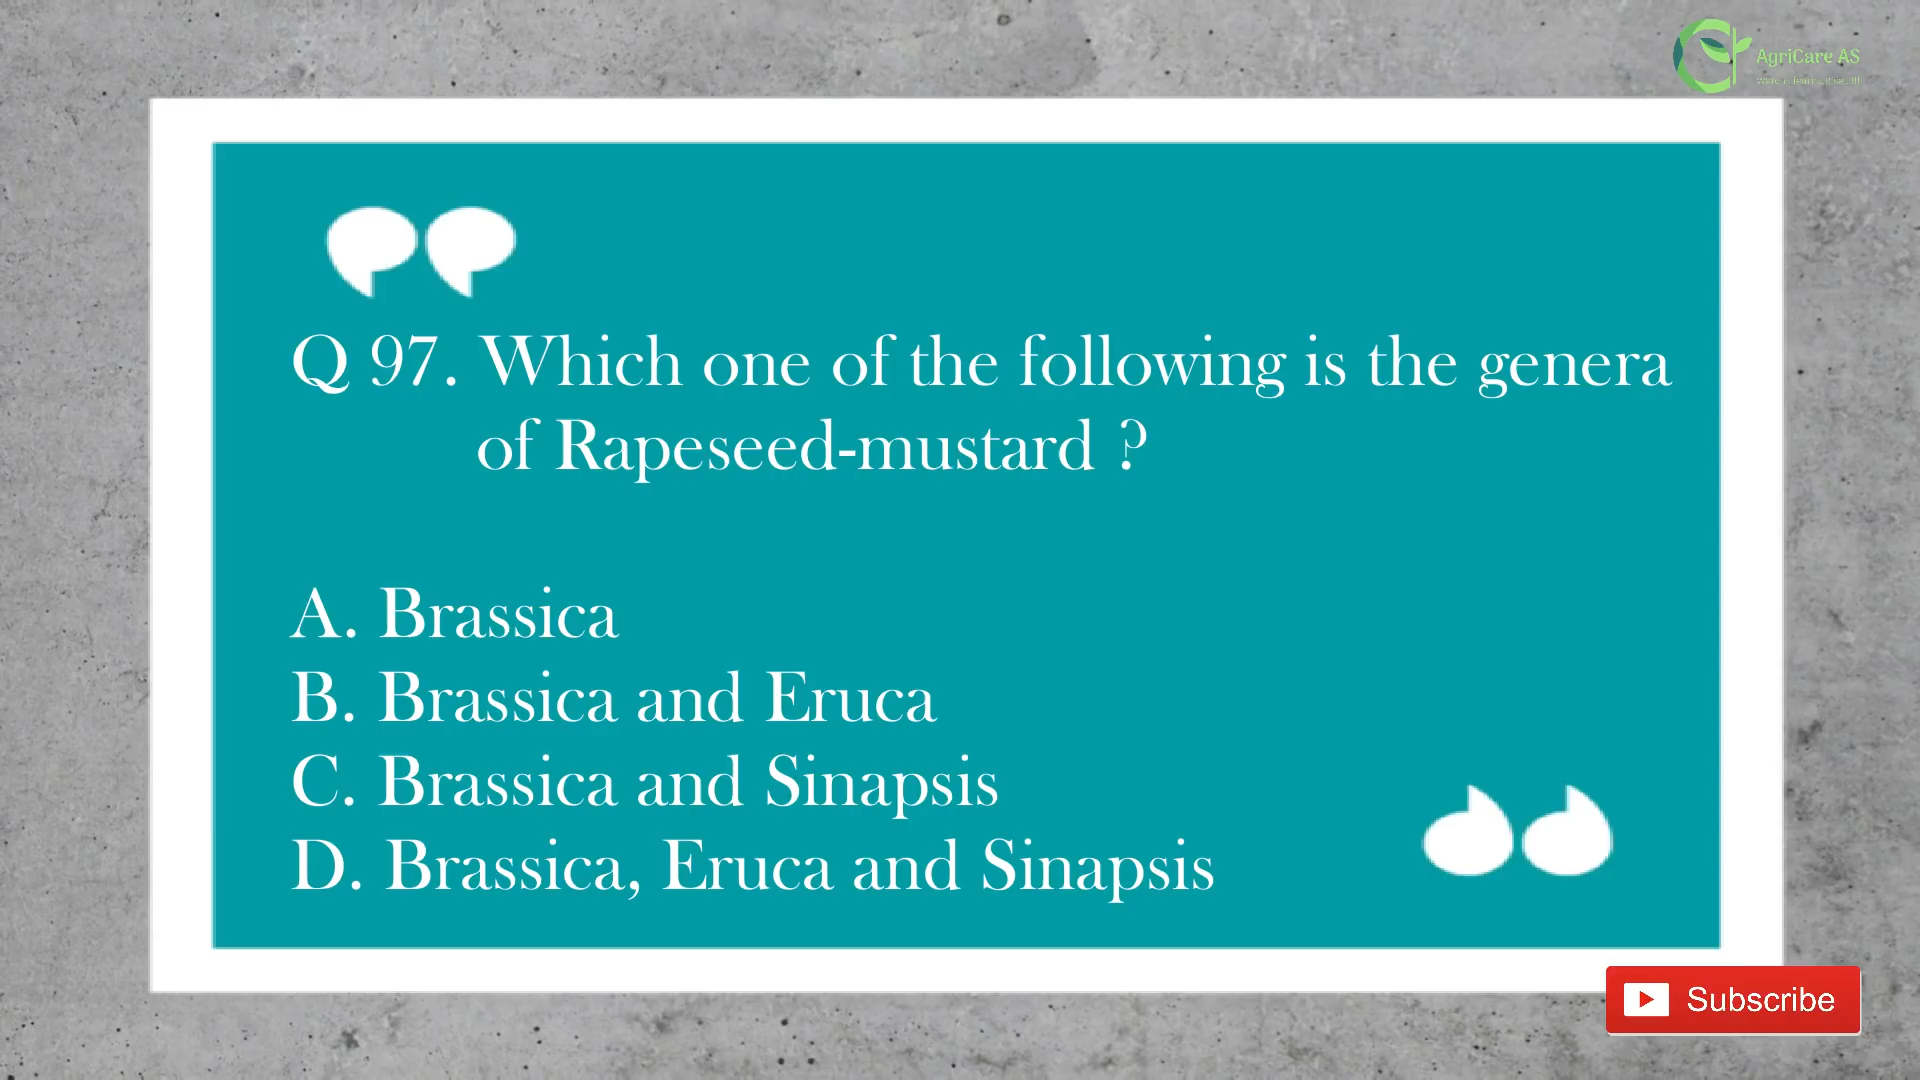 AgriCare AS
Q 97. Which one of the following is the genera
of Rapeseed-mustard ?
A. Brassica
B. Brassica and Eruca
C. Brassica and Sinapsis
D. Brassica, Eruca and Sinapsis
Subscribe